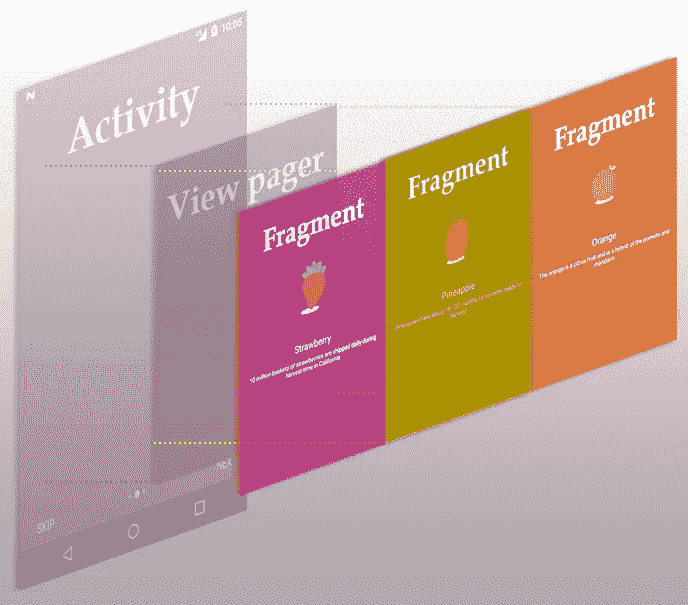 10:05
N
Activity
View pager
Fragment
Strawberry
10 million baskets of strawberries are shipped daily during
harvest time in California
Fragment
Pineapple
harvest
Fragment
Orange
The orange is a citrus fruit and is a hybrid of the pomelo and
mandarin
NEX
SKIP